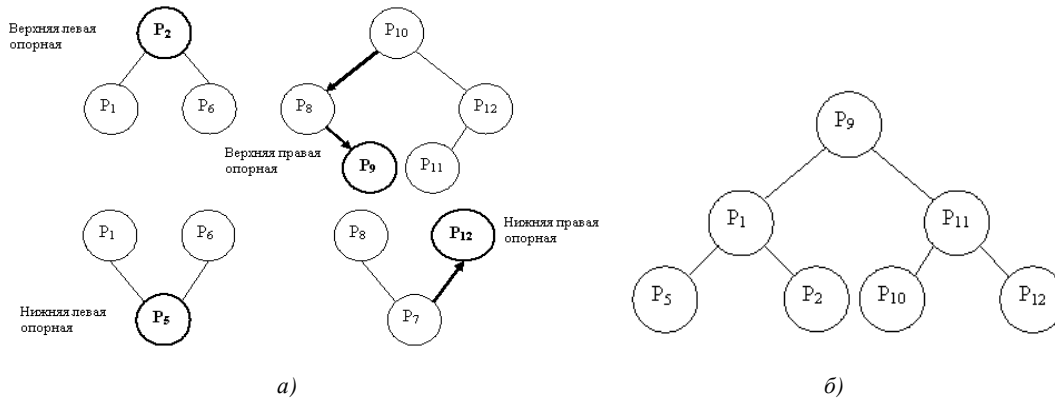 Верхняя левая
опорная
P2
P1
P6
P10
P8
P12
Верхняя правая
опорная
P9
P11
P1
P6
Нижняя левая
опорная
P5
P8
P12
Нижняя правая
опорная
P7
а)
P9
P1
P11
P5
P2
P10
P12
б)